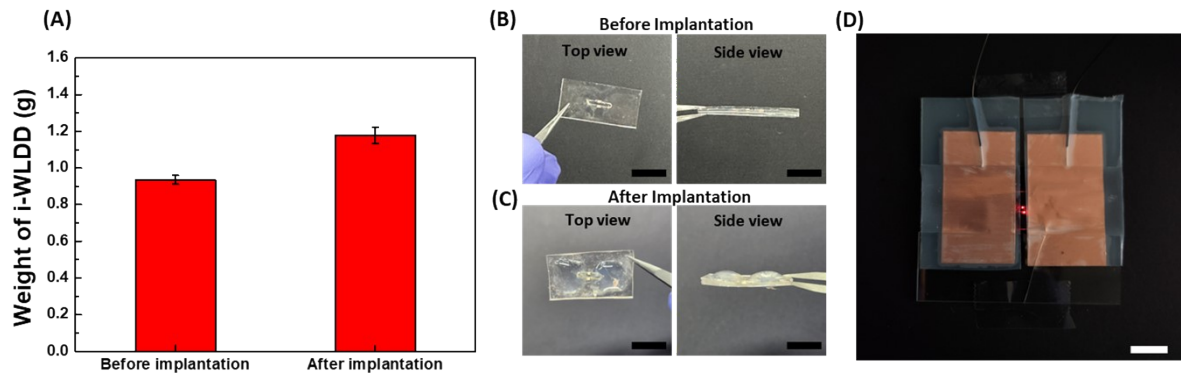 (A)
Weight of i-WLDD (g)
1.6
1.4
1.2
1.0
0.8
0.6
0.4
0.2
0.0
Before implantation
After implantation
(B)
Before Implantation
Top view
Side view
(C)
After Implantation
Top view
Side view
(D)